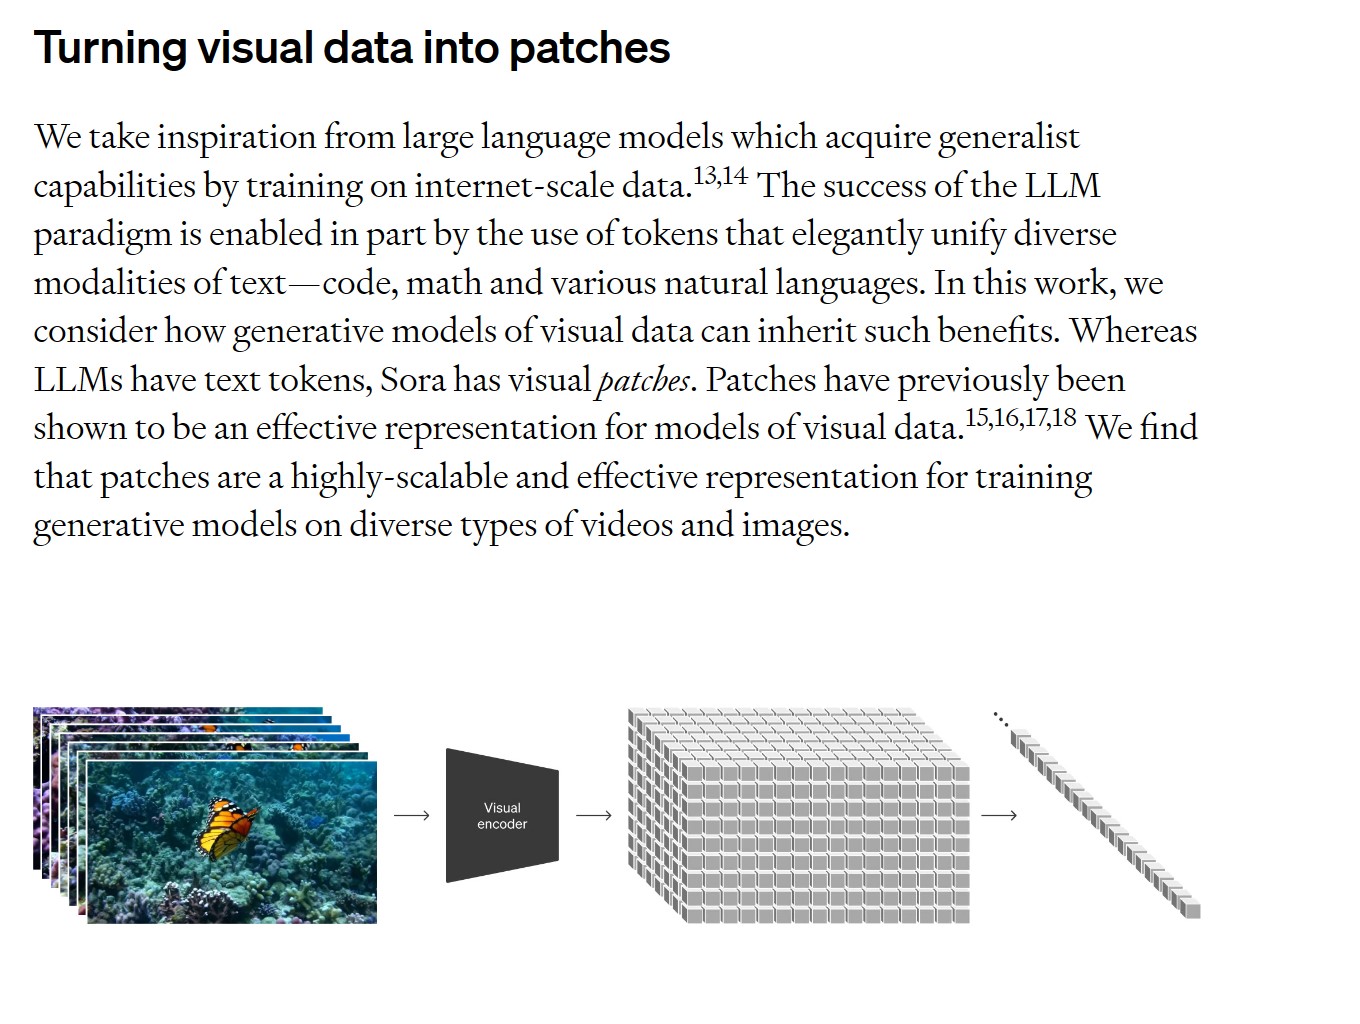 Turning visual data into patches
We take inspiration from large language models which acquire generalist
capabilities by training on internet-scale data.13,14 The success of the LLM
paradigm is enabled in part by the use of tokens that elegantly unify diverse
modalities of text—code, math and various natural languages. In this work, we
consider how generative models of visual data can inherit such benefits. Whereas
LLMs have text tokens, Sora has visual patches. Patches have previously been
shown to be an effective representation for models of visual data.15,16,17,18 We find
that patches are a highly-scalable and effective representation for training
generative models on diverse types of videos and images.
Visual
encoder